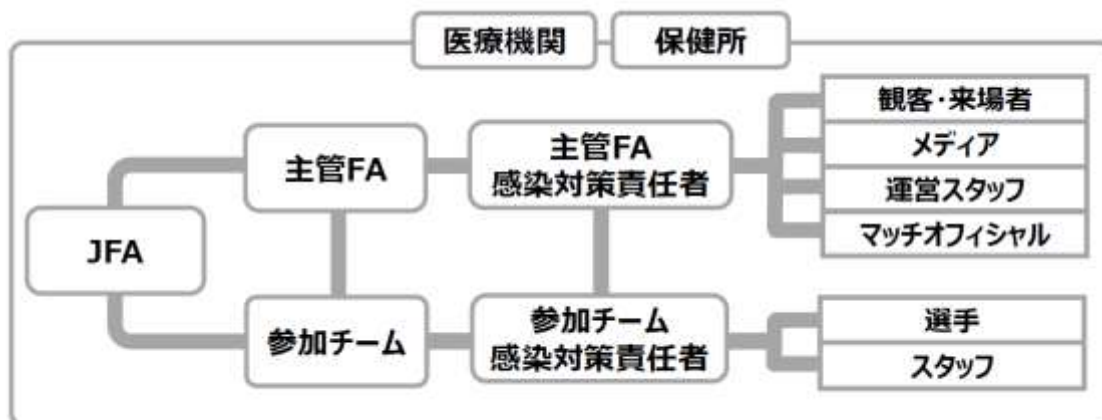 医療機関
保健所
観客・来場者
メディア
運営スタッフ
マッチオフィシャル
主管FA
主管FA
感染対策責任者
JFA
参加チーム
参加チーム
感染対策責任者
選手
スタッフ